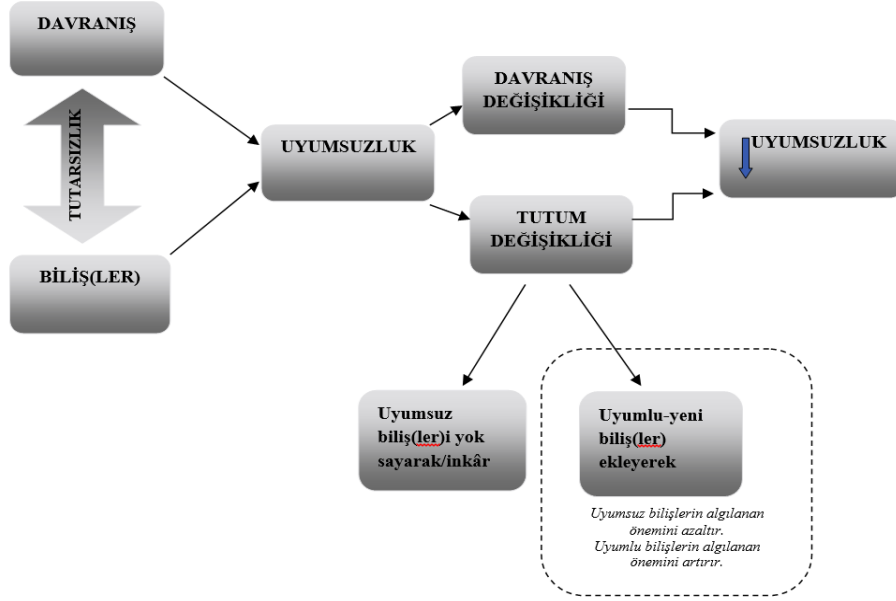 DAVRANIŞ
TUTARSIZLIK
BİLİŞ(LER)
UYUMSUZLUK
DAVRANIŞ
DEĞİŞİKLİĞİ
TUTUM
DEĞİŞİKLİĞİ
UYUMSUZLUK
Uyumsuz
biliş(ler)i yok
sayarak/inkâr
Uyumlu-yeni
biliş(ler)
ekleyerek
Uyumsuz bilişlerin algılanan
önemini azaltır.
Uyumlu bilişlerin algılanan
önemini artırır.